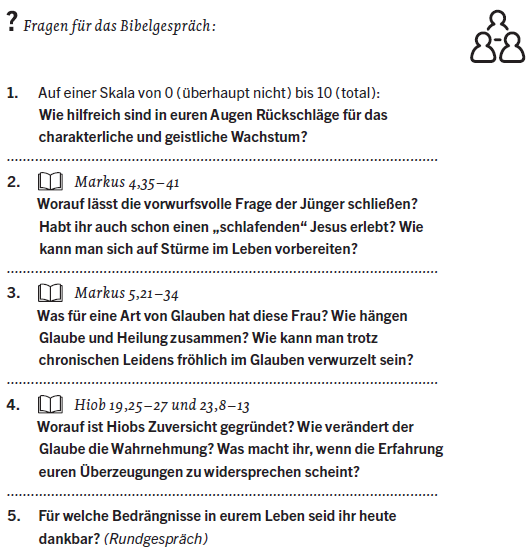 ? Fragen für das Bibelgespräch:
1. Auf einer Skala von 0 (überhaupt nicht) bis 10 (total):
Wie hilfreich sind in euren Augen Rückschläge für das
charakterliche und geistliche Wachstum?
2. Markus 4,35–41
Worauf lässt die vorwurfsvolle Frage der Jünger schließen?
Habt ihr auch schon einen „schlafenden“ Jesus erlebt? Wie
kann man sich auf Stürme im Leben vorbereiten?
3. Markus 5,21–34
Was für eine Art von Glauben hat diese Frau? Wie hängen
Glaube und Heilung zusammen? Wie kann man trotz
chronischen Leidens fröhlich im Glauben verwurzelt sein?
4. Hiob 19,25–27 und 23,8–13
Worauf ist Hiobs Zuversicht gegründet? Wie verändert der
Glaube die Wahrnehmung? Was macht ihr, wenn die Erfahrung
euren Überzeugungen zu widersprechen scheint?
5. Für welche Bedrängnisse in eurem Leben seid ihr heute
dankbar? (Rundgespräch)